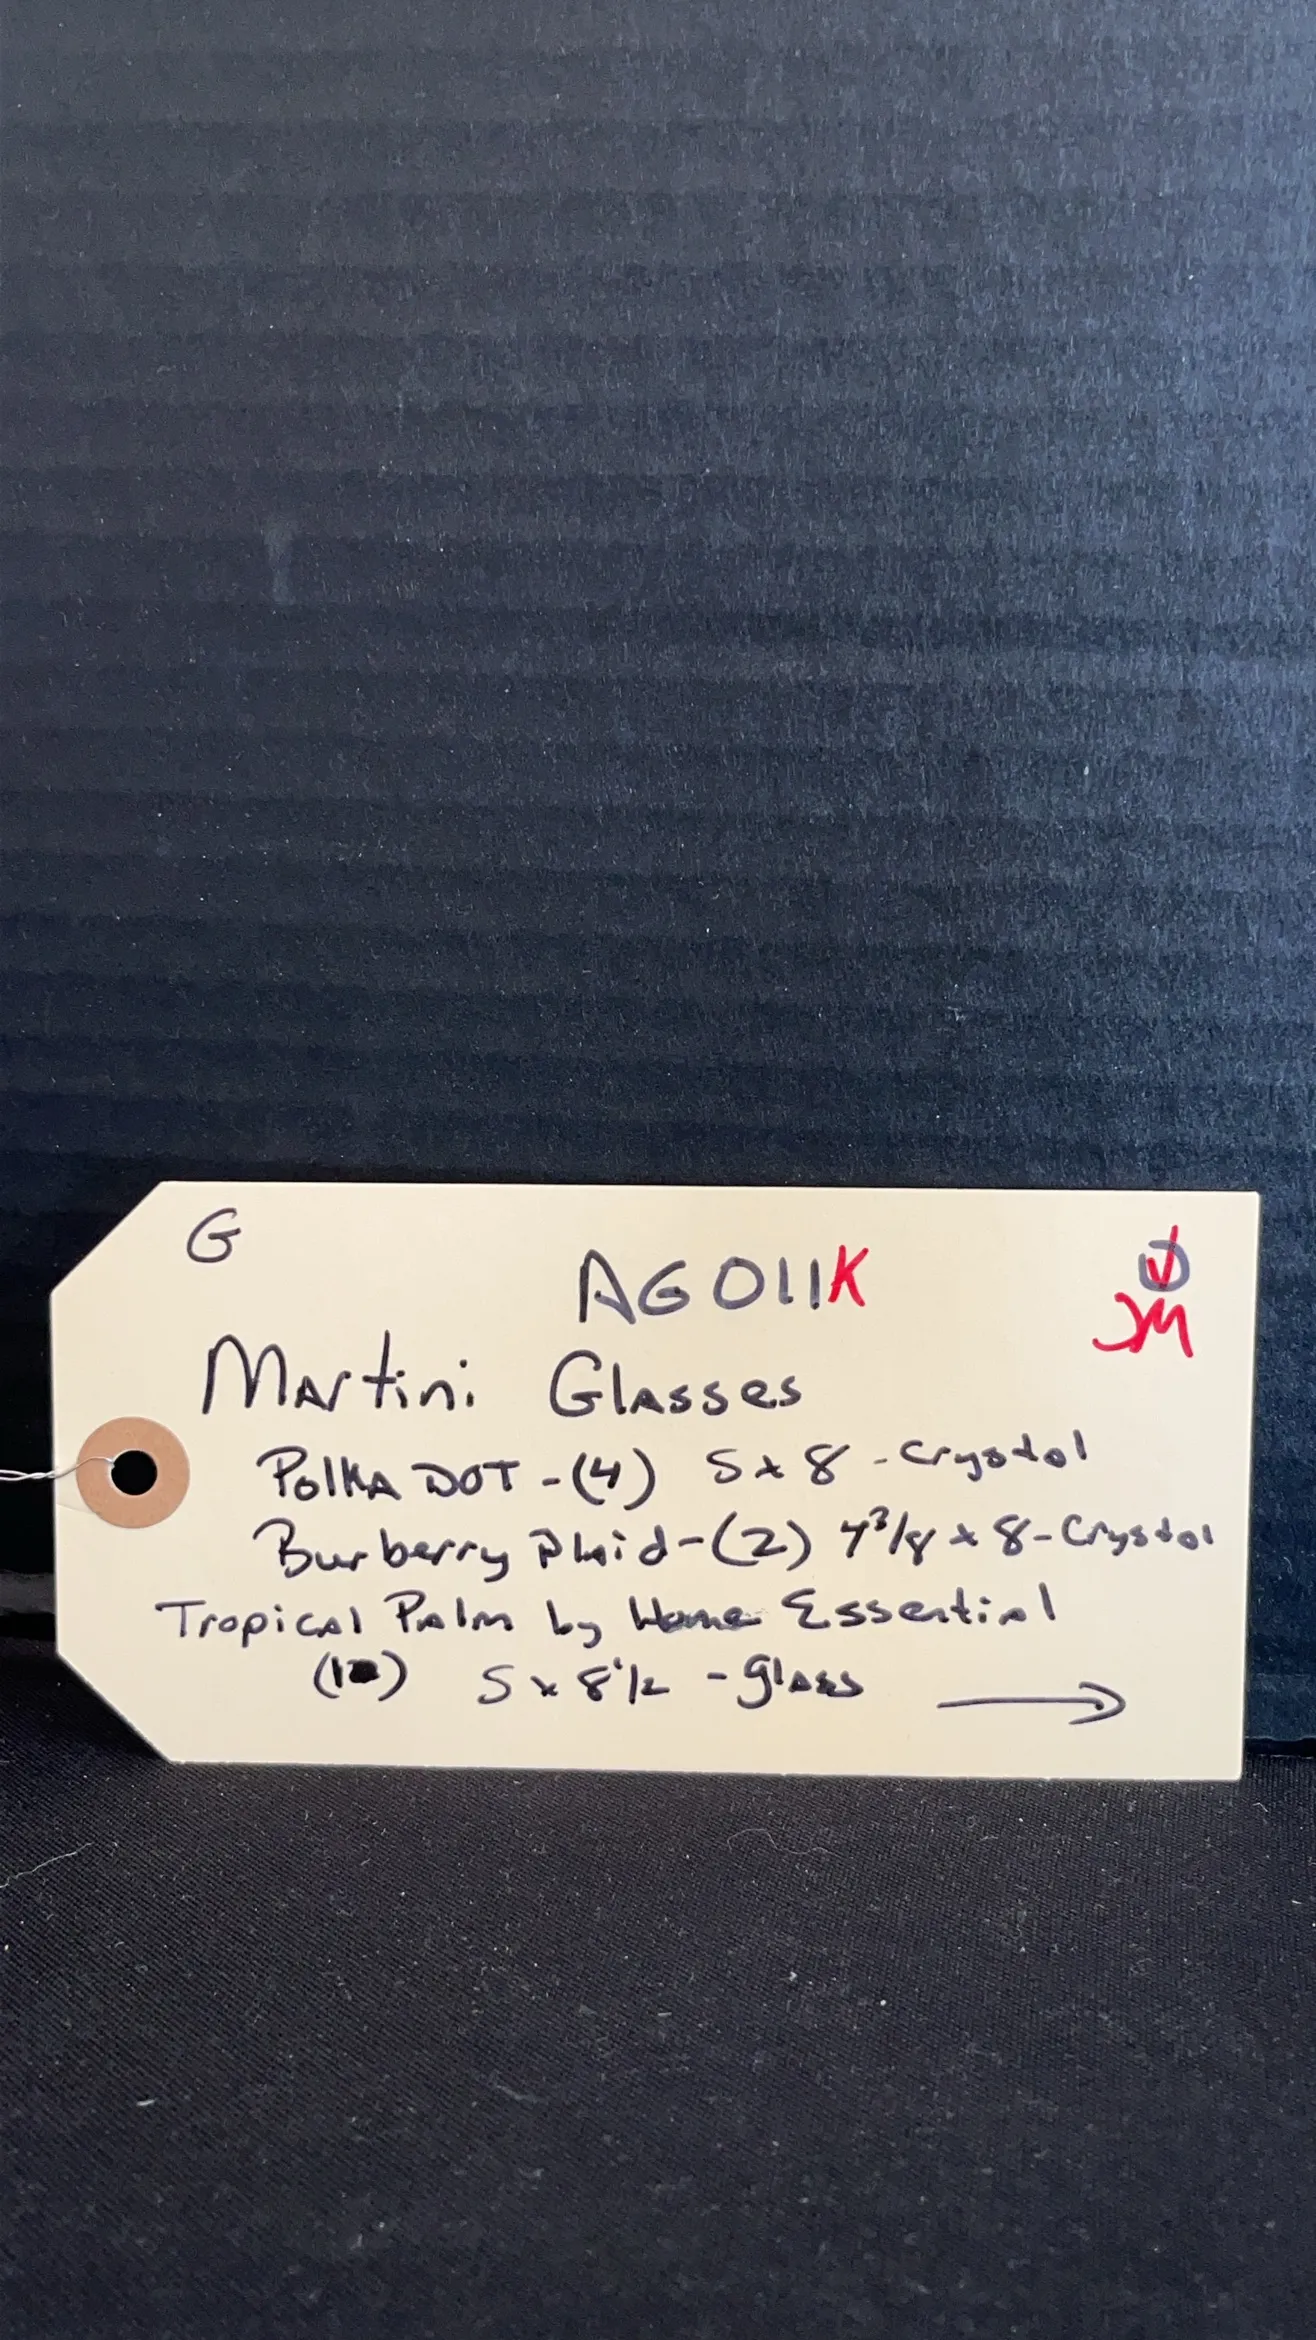 G
AG011K
JM
Martini Glasses
Polka DOT - (4) 5 x 8 - Crystal
Burberry Plaid - (2) 4 3/8 x 8 - Crystal
Tropical Palm by Home Essential
5 x 8 1/2 - glass